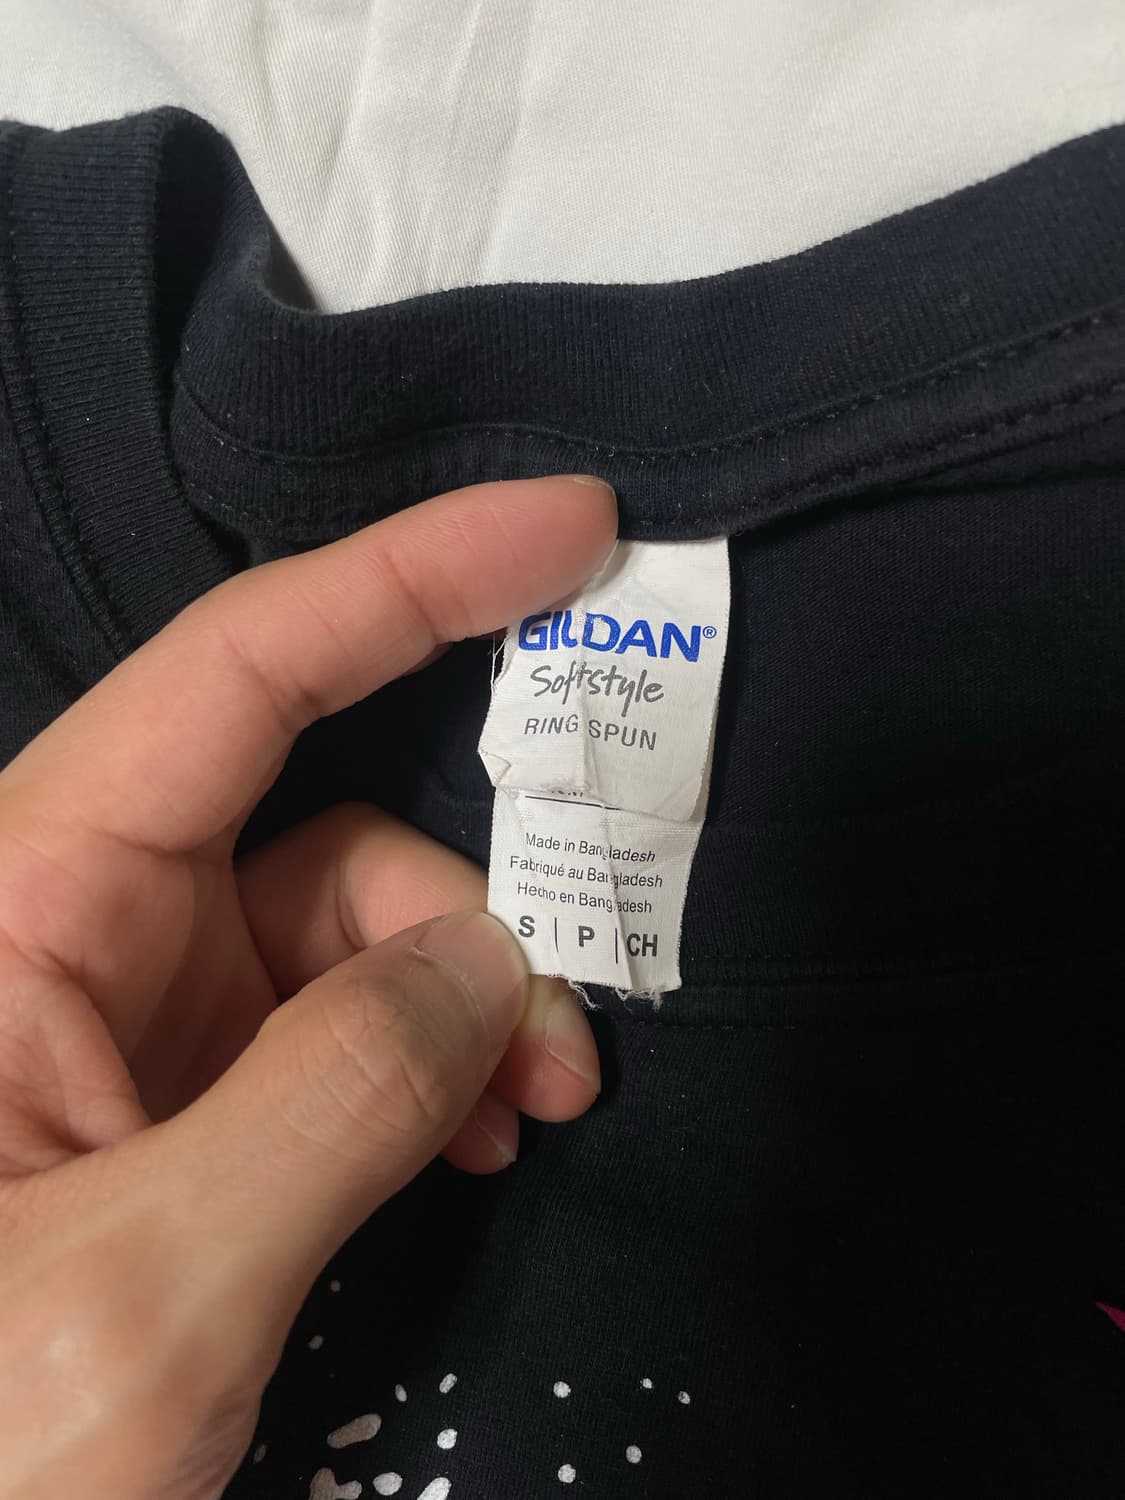 GILDAN®
Softstyle
RING SPUN
Made in Bangladesh
Fabriqué au Bangladesh
Hecho en Bangladesh
S | P | CH